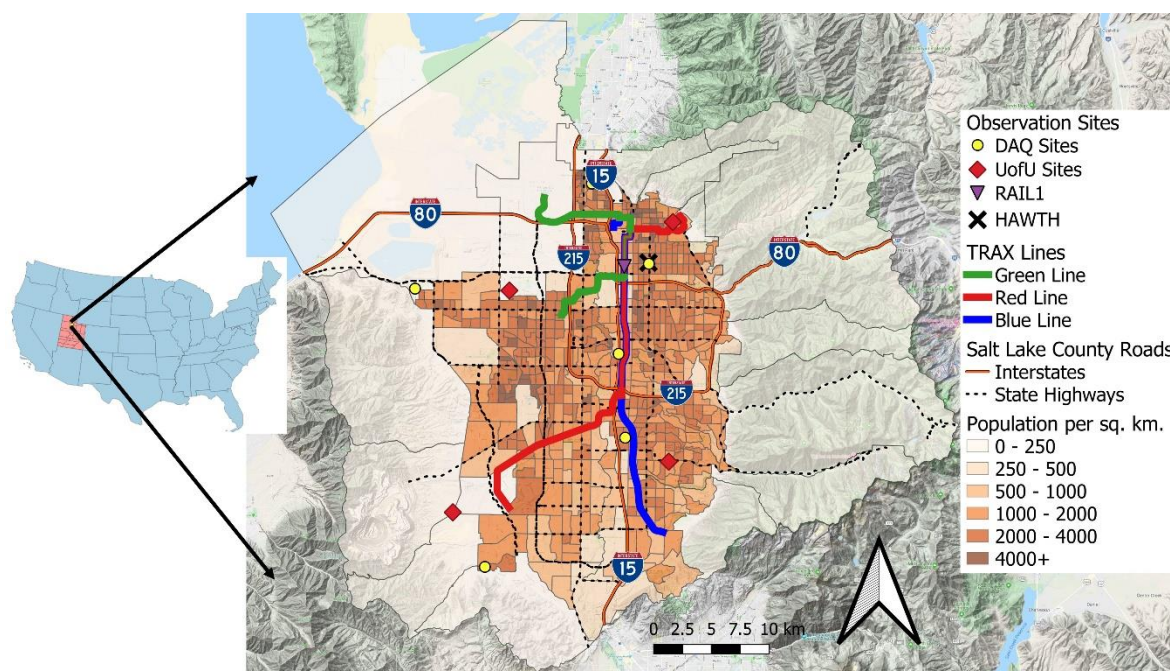 Observation Sites
DAQ Sites
UofU Sites
RAIL1
HAWTH
TRAX Lines
Green Line
Red Line
Blue Line
Salt Lake County Roads
Interstates
State Highways
Population per sq. km.
0 - 250
250 - 500
500 - 1000
1000 - 2000
2000 - 4000
4000+
15
80
215
80
215
15
0 2.5 5 7.5 10 km